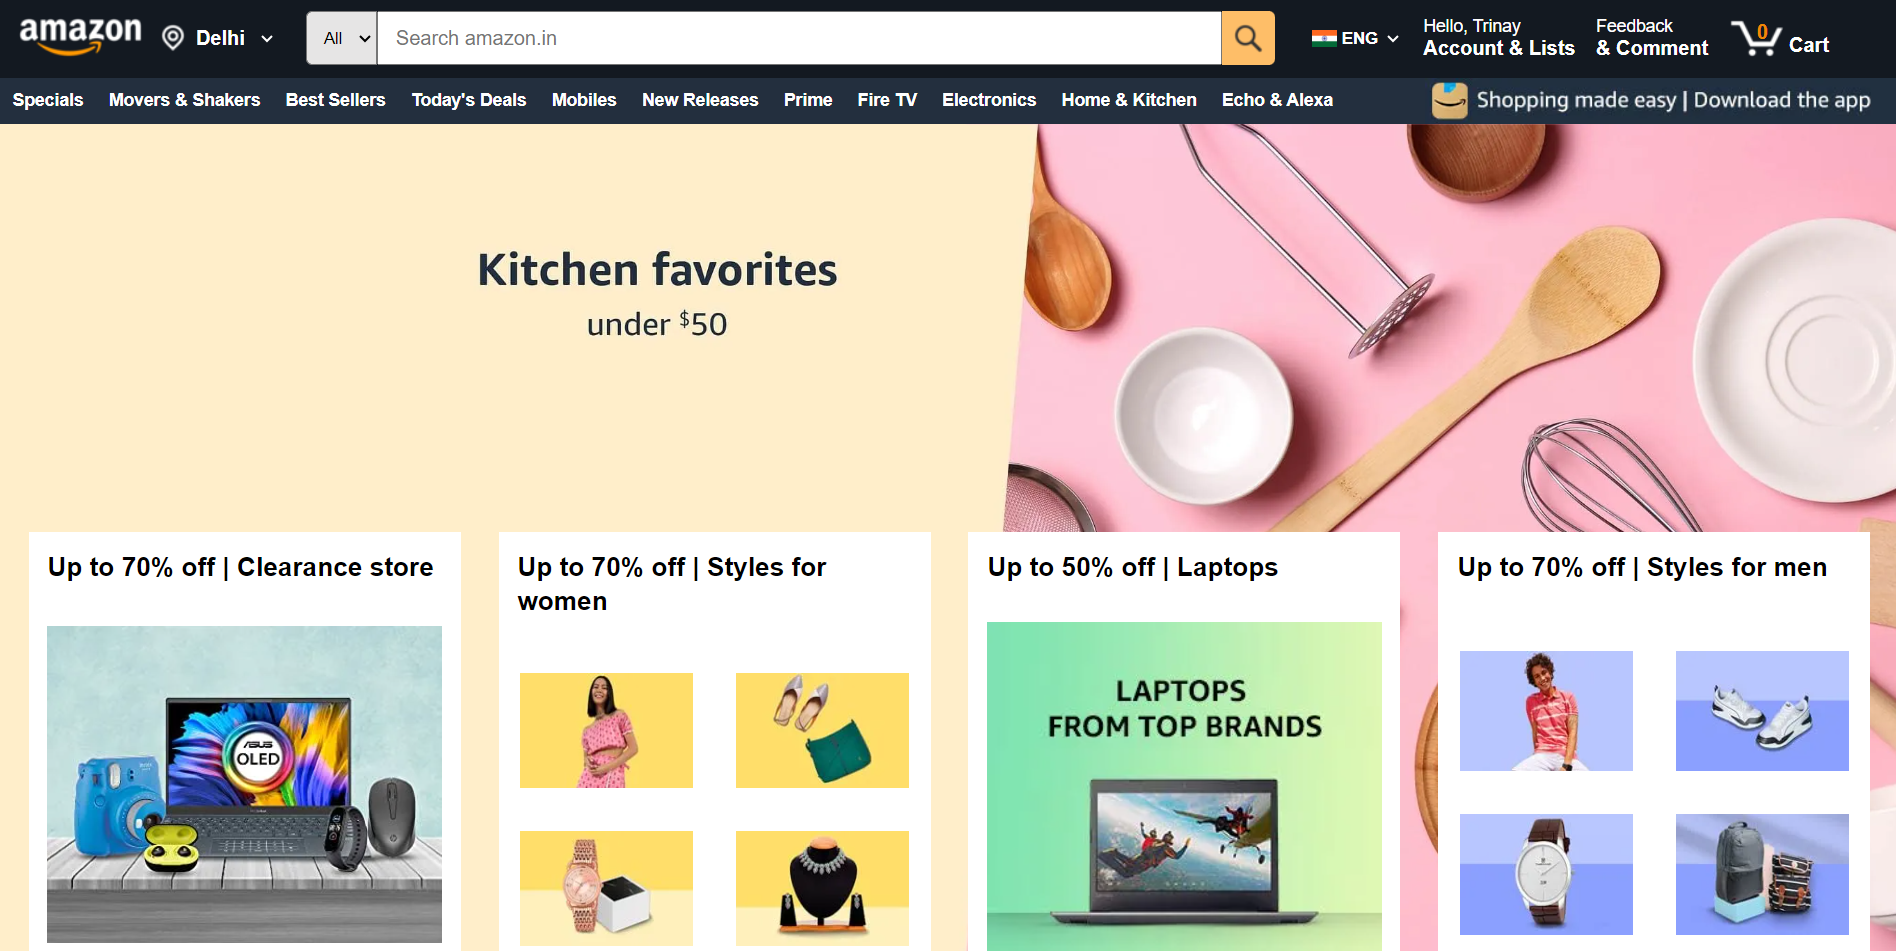 amazon
Delhi
All
Search amazon.in
ENG
Hello, Trinay
Account & Lists
Feedback
& Comment
0
Cart
Specials
Movers & Shakers
Best Sellers
Today's Deals
Mobiles
New Releases
Prime
Fire TV
Electronics
Home & Kitchen
Echo & Alexa
Shopping made easy | Download the app
Kitchen favorites
under $50
Up to 70% off | Clearance store
ASUS
OLED
Up to 70% off | Styles for
women
Up to 50% off | Laptops
LAPTOPS
FROM TOP BRANDS
Up to 70% off | Styles for men